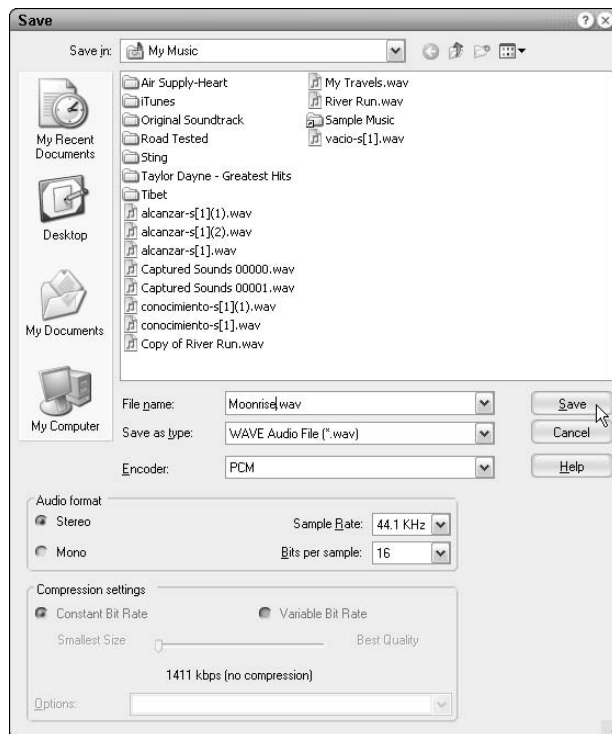 Save
Save in: My Music
My Recent Documents
Desktop
My Documents
My Computer
Air Supply-Heart
iTunes
Original Soundtrack
Road Tested
Sting
Taylor Dayne - Greatest Hits
Tibet
alcanzar-s[1](1).wav
alcanzar-s[1](2).wav
alcanzar-s[1].wav
Captured Sounds 00000.wav
Captured Sounds 00001.wav
conocimiento-s[1](1).wav
conocimiento-s[1].wav
Copy of River Run.wav
My Travels.wav
River Run.wav
Sample Music
vacio-s[1].wav
File name: Moonrise.wav Save
Save as type: WAVE Audio File (*.wav) Cancel
Encoder: PCM Help
Audio format
Stereo Sample Rate: 44.1 KHz
Mono Bits per sample: 16
Compression settings
Constant Bit Rate Variable Bit Rate
Smallest Size Best Quality
1411 kbps (no compression)
Options: